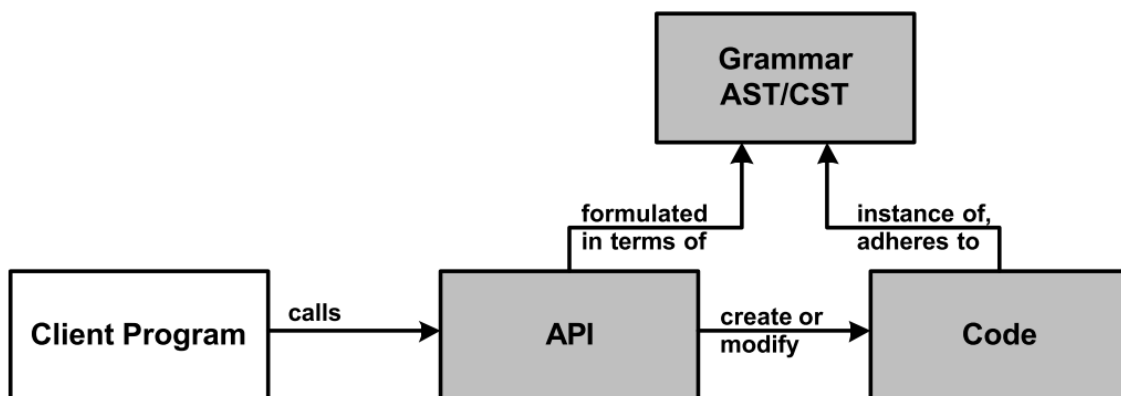 Grammar
AST/CST
formulated
in terms of
instance of,
adheres to
Client Program
calls
API
create or
modify
Code